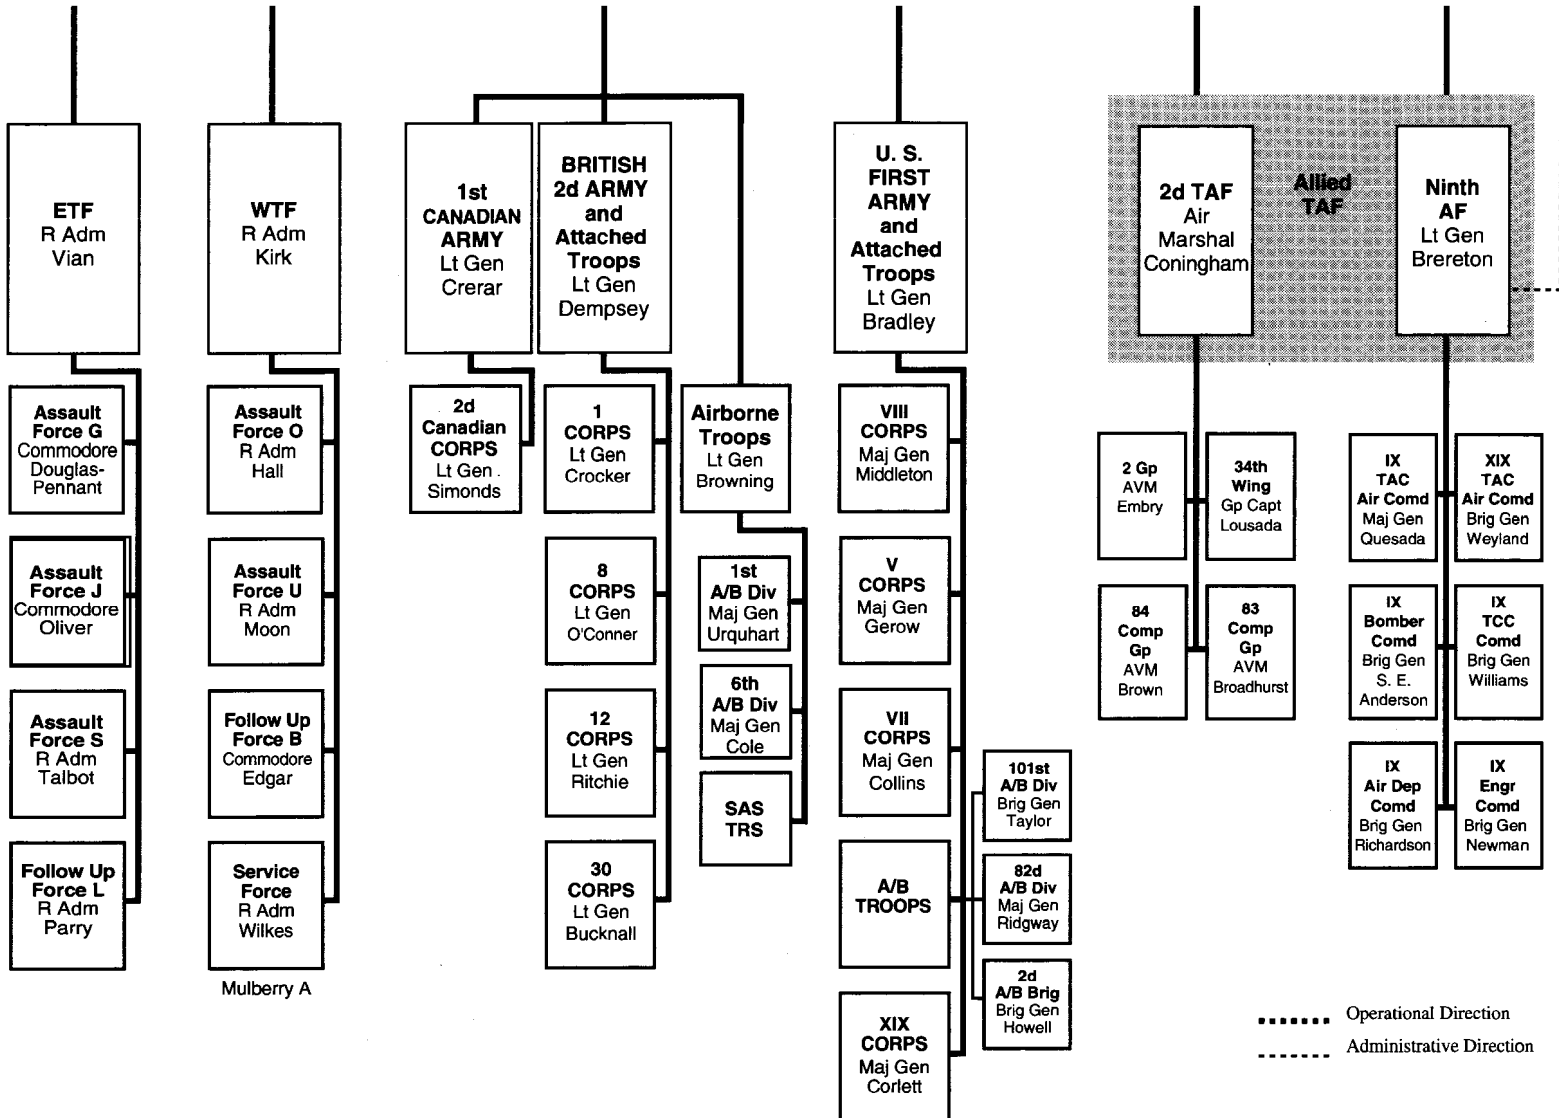 ETF
R Adm
Vian
Assault
Force G
Commodore
Douglas-
Pennant
Assault
Force J
Commodore
Oliver
Assault
Force S
R Adm
Talbot
Follow Up
Force L
R Adm
Parry
WTF
R Adm
Kirk
Assault
Force O
R Adm
Hall
Assault
Force U
R Adm
Moon
Follow Up
Force B
Commodore
Edgar
Service
Force
R Adm
Wilkes
Mulberry A
1st
CANADIAN
ARMY
Lt Gen
Crerar
2d
Canadian
CORPS
Lt Gen .
Simonds
BRITISH
2d ARMY
and
Attached
Troops
Lt Gen
Dempsey
1
CORPS
Lt Gen
Crocker
8
CORPS
Lt Gen
O'Conner
12
CORPS
Lt Gen
Ritchie
30
CORPS
Lt Gen
Bucknall
Airborne
Troops
Lt Gen
Browning
1st
A/B Div
Maj Gen
Urquhart
6th
A/B Div
Maj Gen
Cole
SAS
TRS
U. S.
FIRST
ARMY
and
Attached
Troops
Lt Gen
Bradley
VIII
CORPS
Maj Gen
Middleton
V
CORPS
Maj Gen
Gerow
VII
CORPS
Maj Gen
Collins
A/B
TROOPS
101st
A/B Div
Brig Gen
Taylor
82d
A/B Div
Maj Gen
Ridgway
2d
A/B Brig
Brig Gen
Howell
XIX
CORPS
Maj Gen
Corlett
Allied
TAF
2d TAF
Air
Marshal
Coningham
2 Gp
AVM
Embry
34th
Wing
Gp Capt
Lousada
84
Comp
Gp
AVM
Brown
83
Comp
Gp
AVM
Broadhurst
Ninth
AF
Lt Gen
Brereton
IX
TAC
Air Comd
Maj Gen
Quesada
XIX
TAC
Air Comd
Brig Gen
Weyland
IX
Bomber
Comd
Brig Gen
S. E.
Anderson
IX
TCC
Comd
Brig Gen
Williams
IX
Air Dep
Comd
Brig Gen
Richardson
IX
Engr
Comd
Brig Gen
Newman
Operational Direction
Administrative Direction